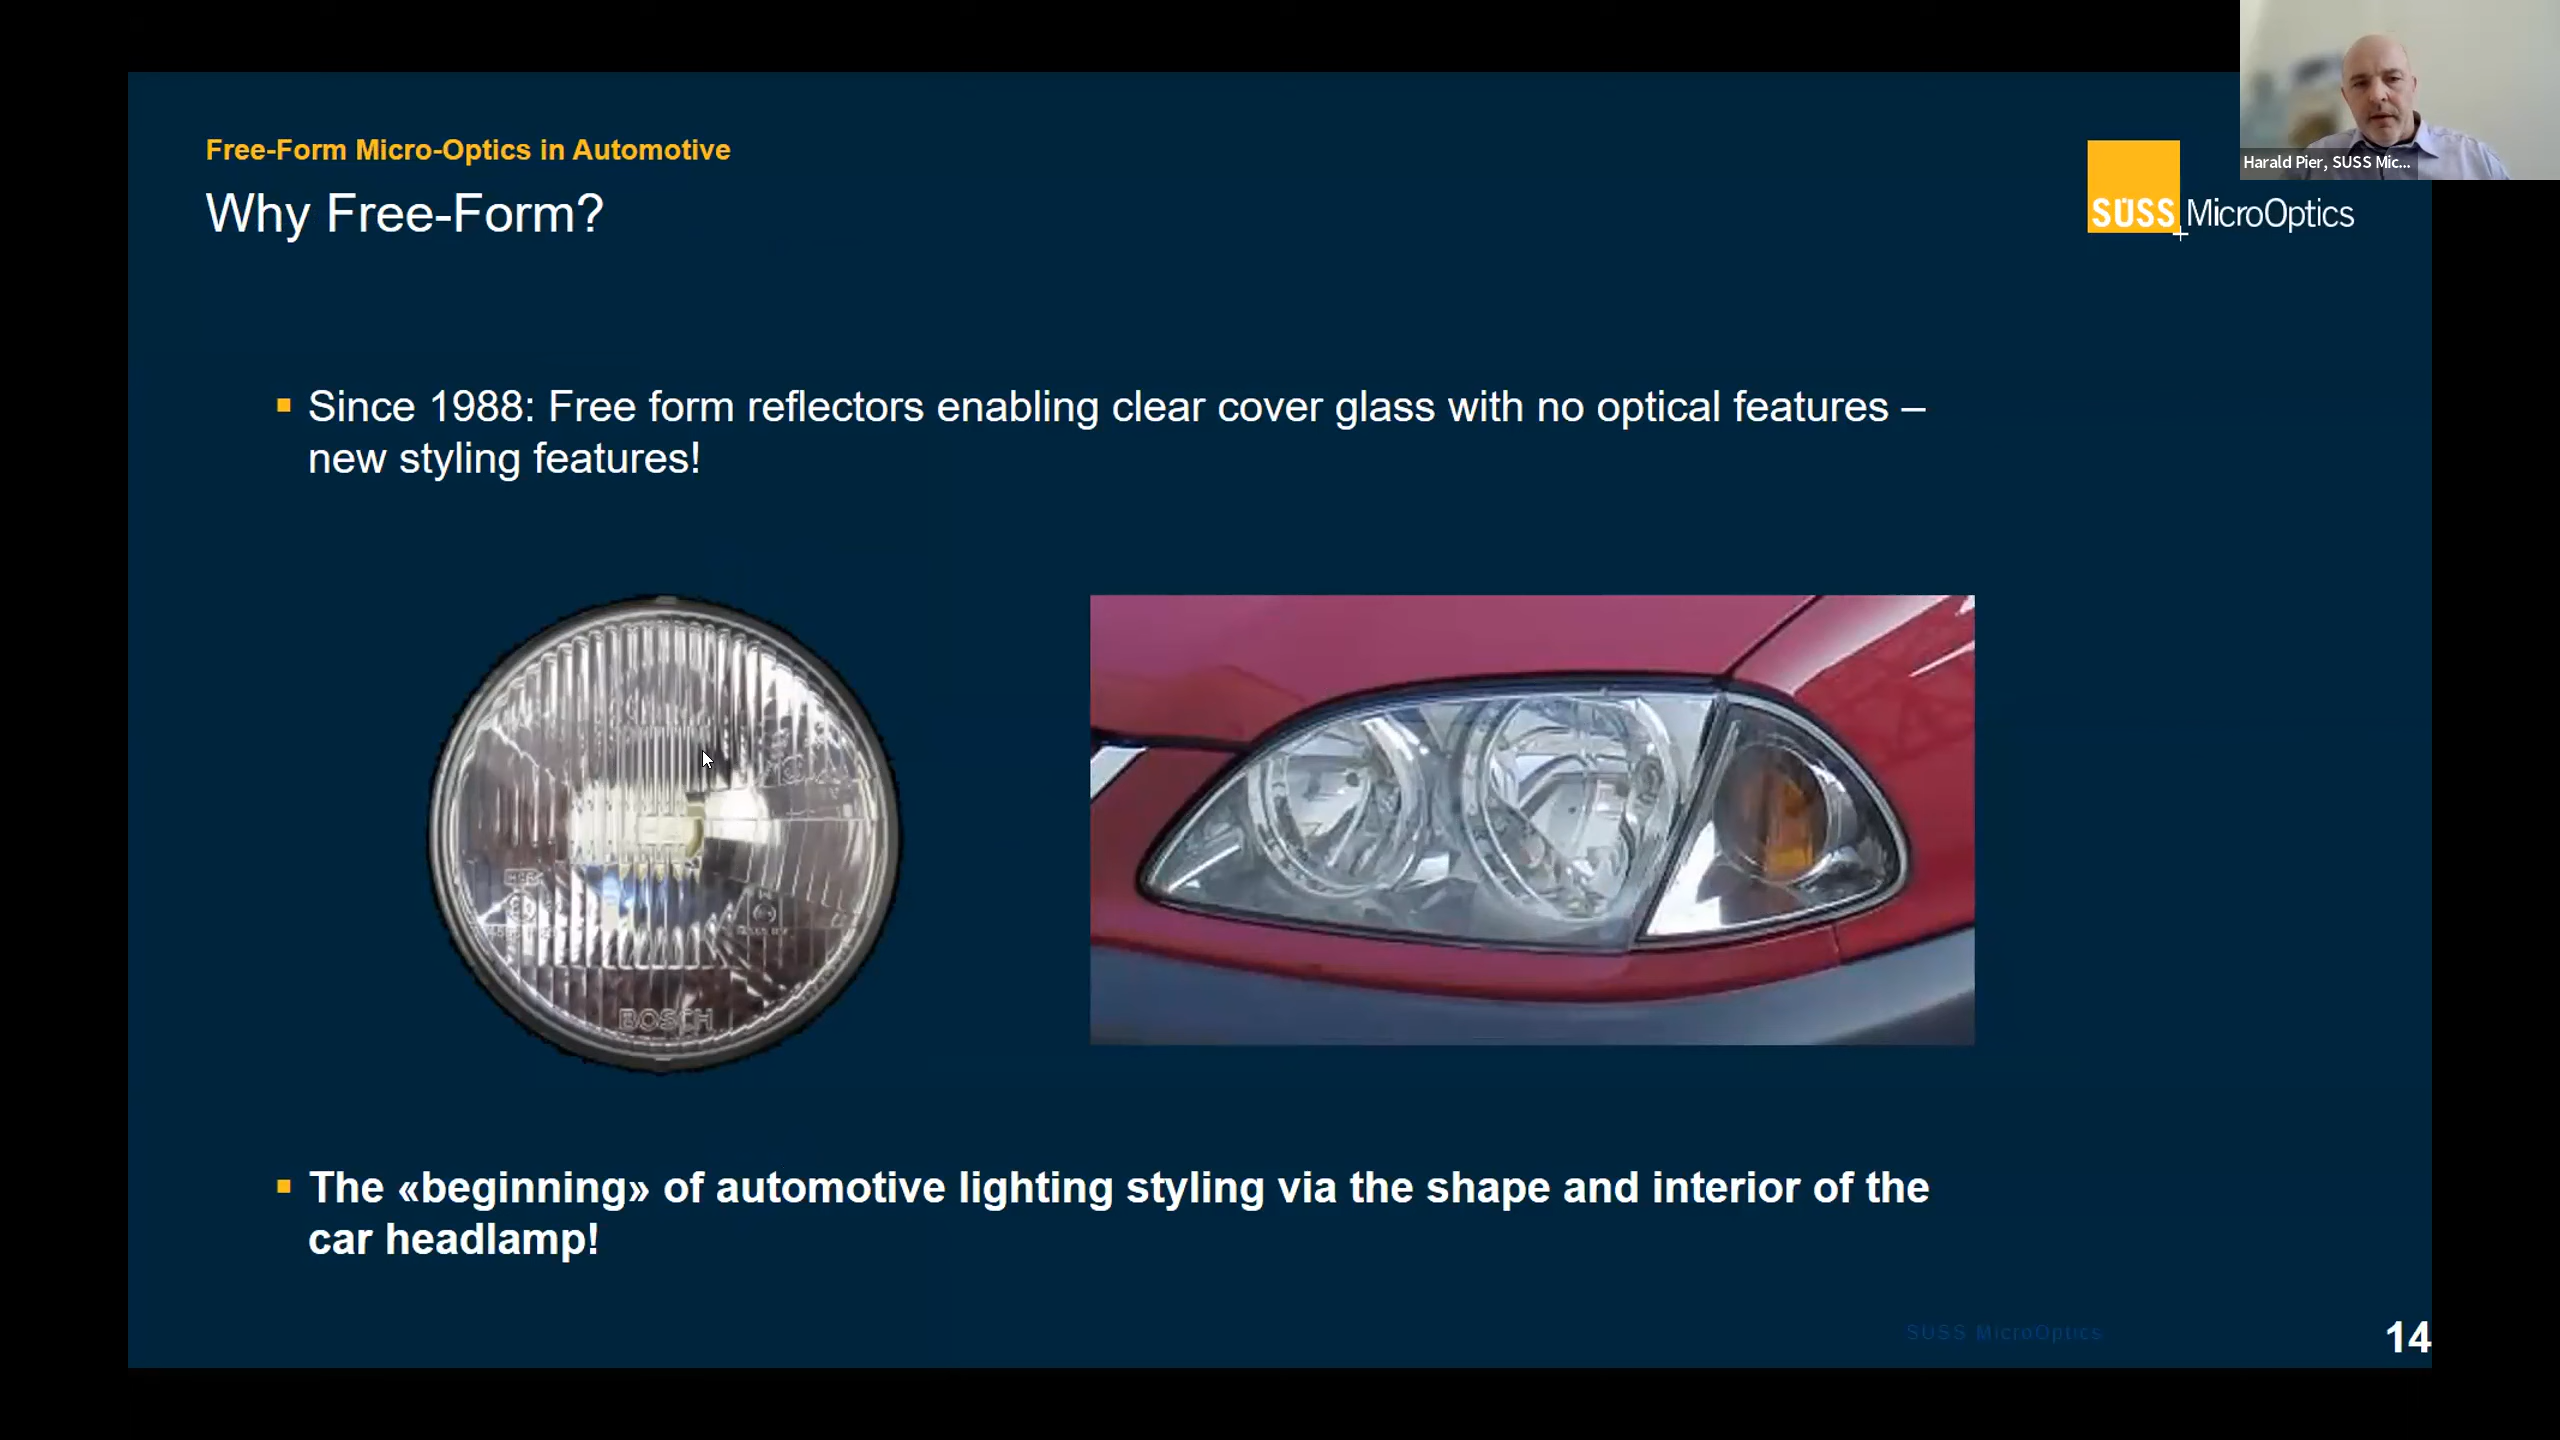 Free-Form Micro-Optics in Automotive
Why Free-Form?
SUSS MicroOptics
Harald Pier, SUSS Mic...
Since 1988: Free form reflectors enabling clear cover glass with no optical features –
new styling features!
BOSCH
The «beginning» of automotive lighting styling via the shape and interior of the
car headlamp!
SUSS MicroOptics
14